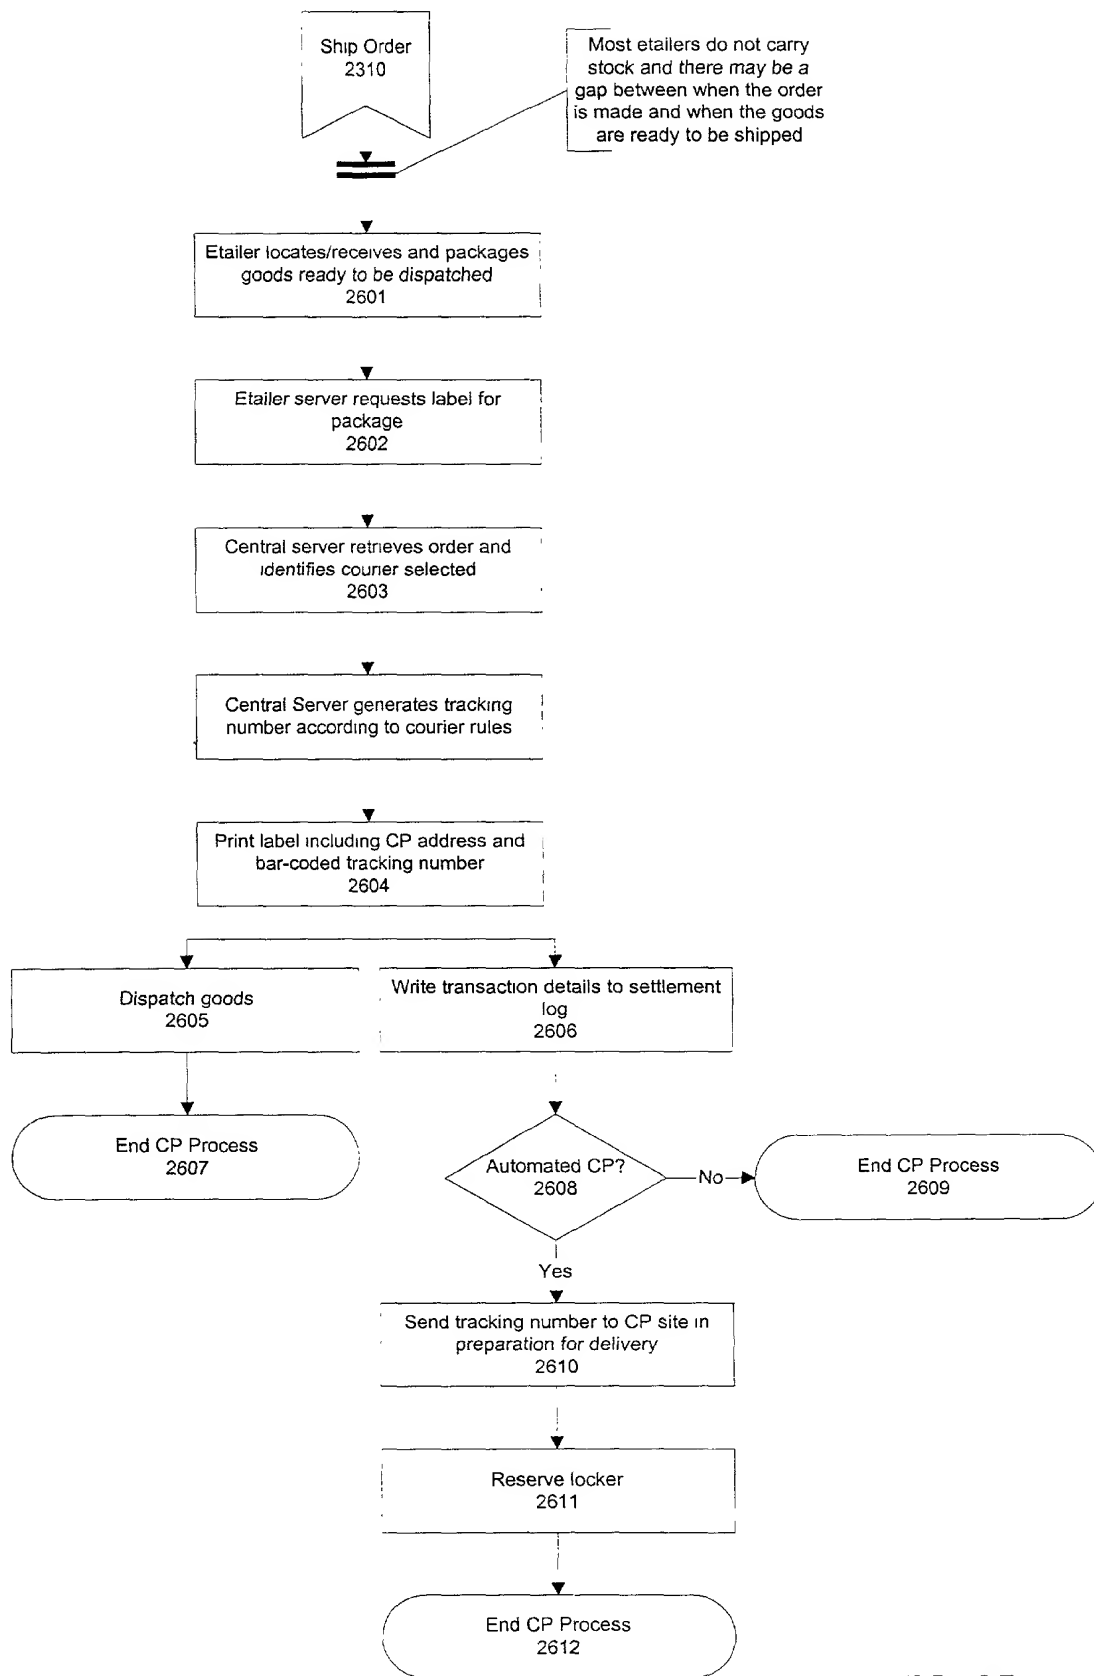 Ship Order
2310
Most etailers do not carry
stock and there may be a
gap between when the order
is made and when the goods
are ready to be shipped
Etailer locates/receives and packages
goods ready to be dispatched
2601
Etailer server requests label for
package
2602
Central server retrieves order and
identifies courier selected
2603
Central Server generates tracking
number according to courier rules
Print label including CP address and
bar-coded tracking number
2604
Dispatch goods
2605
Write transaction details to settlement
log
2606
End CP Process
2607
Automated CP?
2608
No
End CP Process
2609
Yes
Send tracking number to CP site in
preparation for delivery
2610
Reserve locker
2611
End CP Process
2612